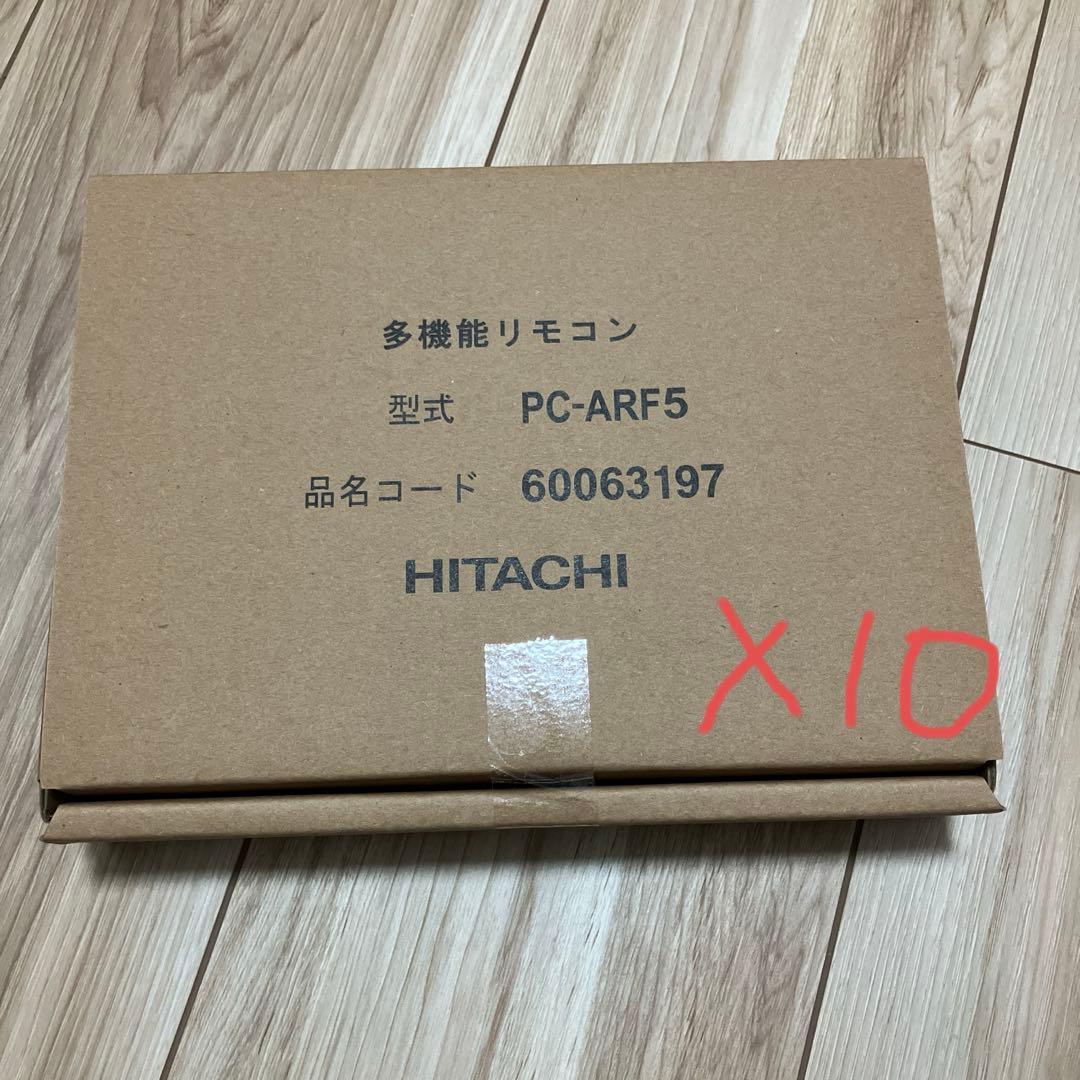 多機能リモコン
型式 PC-ARF5
品名コード 60063197
HITACHI
X10